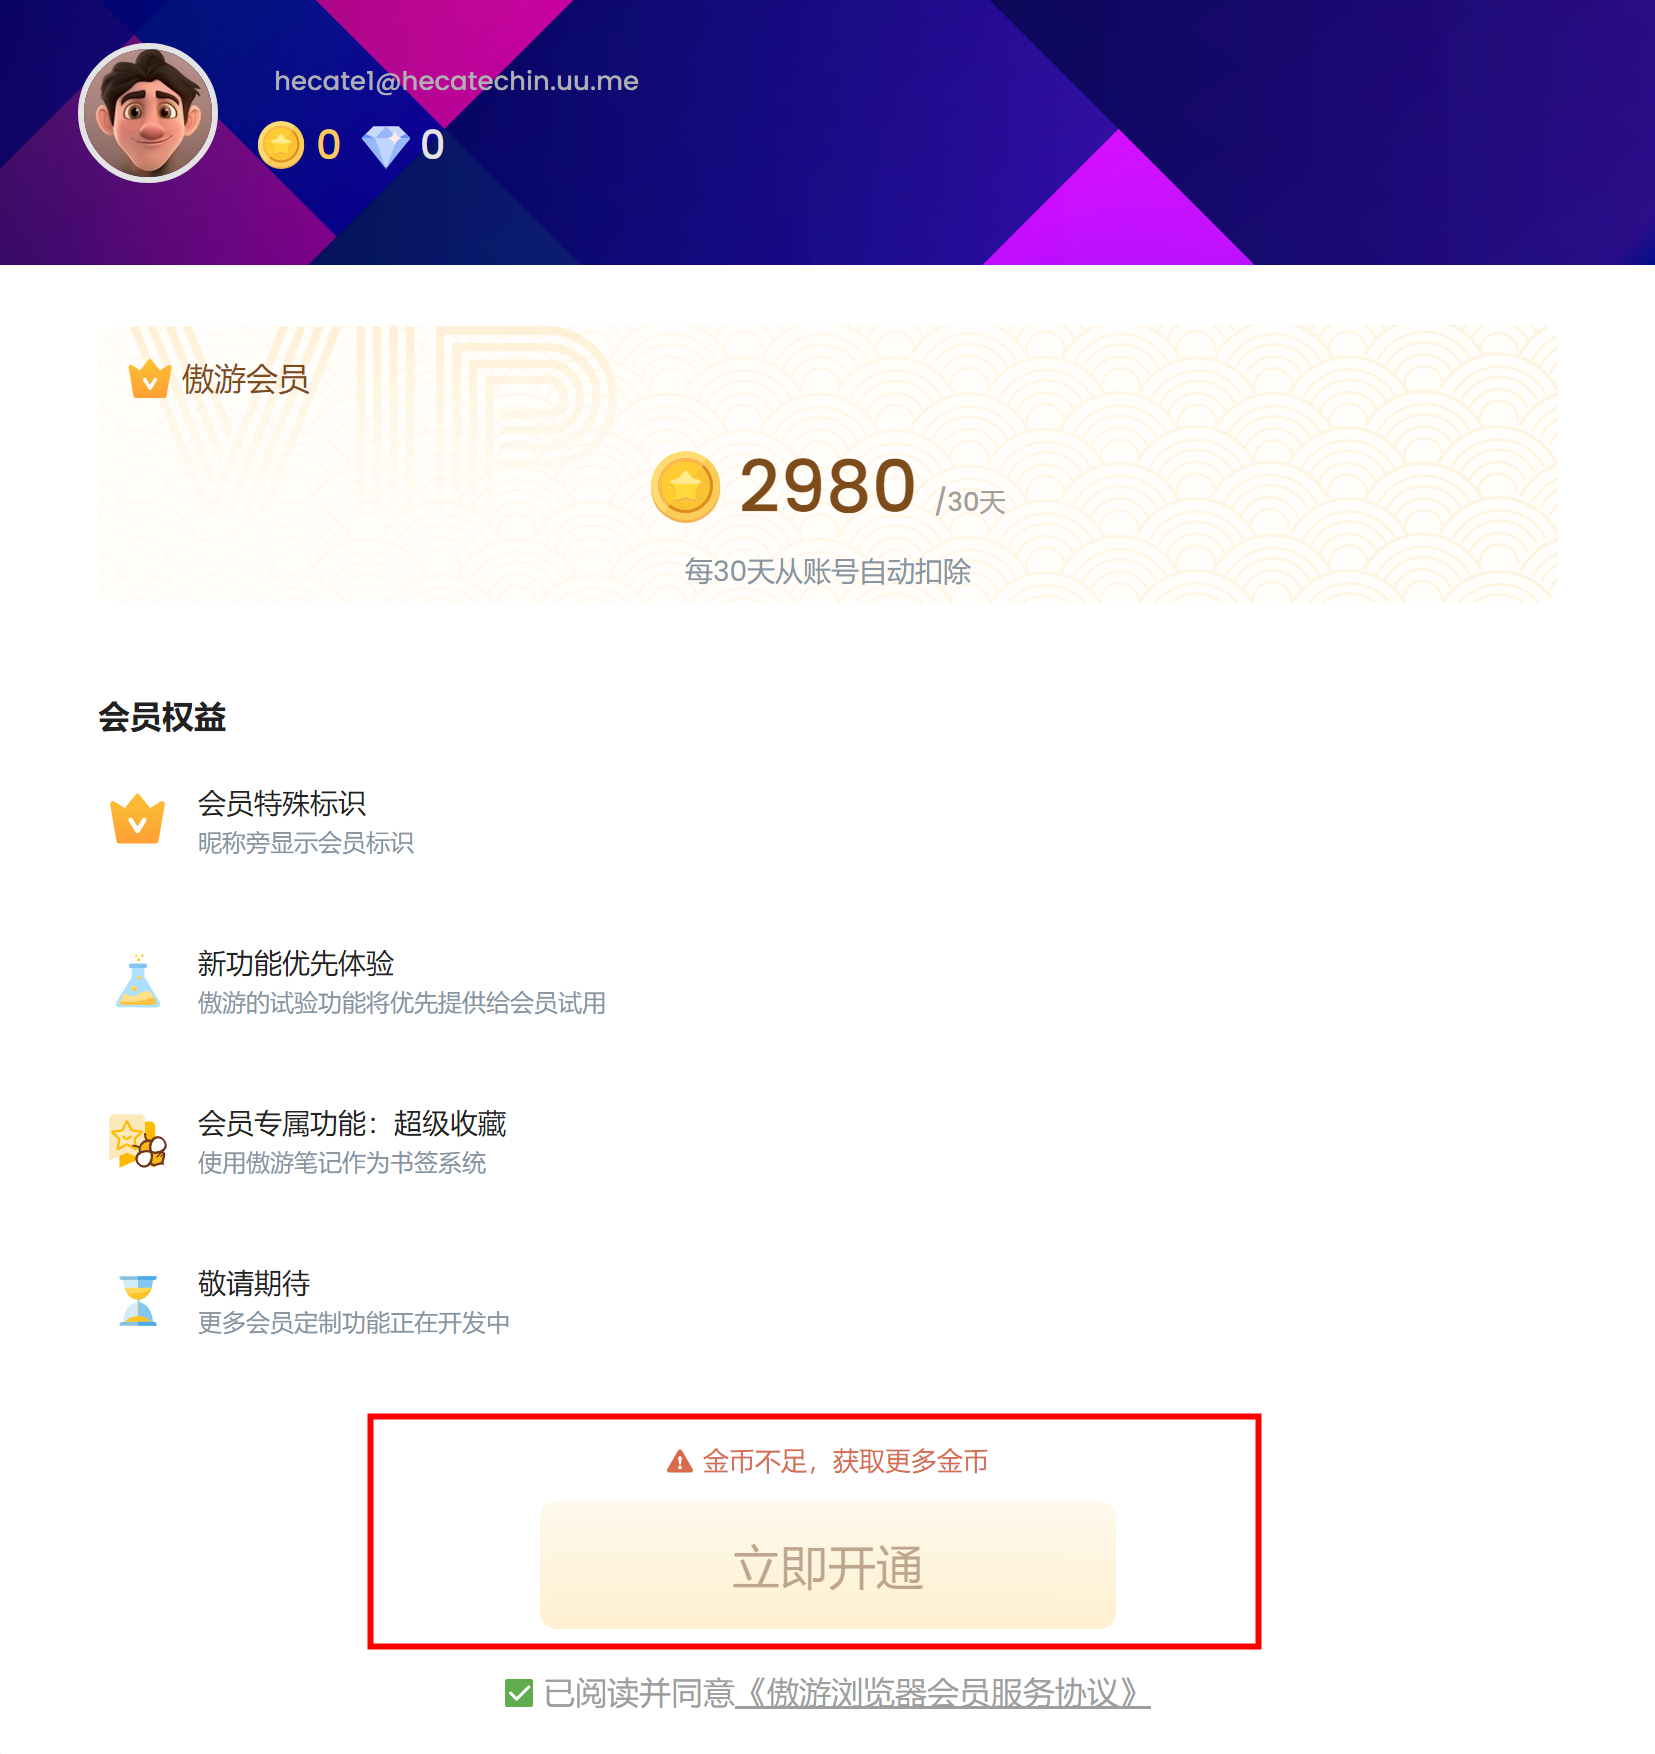 hecate1@hecatechin.uu.me
0 0
VIP
傲游会员
2980 /30天
每30天从账号自动扣除
会员权益
会员特殊标识
昵称旁显示会员标识
新功能优先体验
傲游的试验功能将优先提供给会员试用
会员专属功能：超级收藏
使用傲游笔记作为书签系统
敬请期待
更多会员定制功能正在开发中
金币不足，获取更多金币
立即开通
已阅读并同意《傲游浏览器会员服务协议》